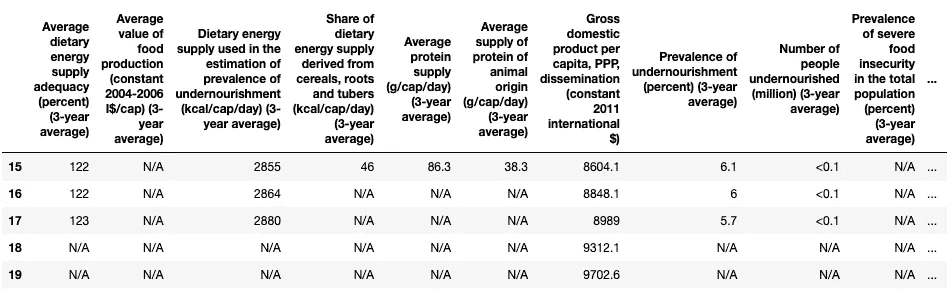 Average
dietary
energy
supply
adequacy
(percent)
(3-year
average)
Average
value of
food
production
(constant
2004-2006
I$/cap) (3-
year
average)
Dietary energy
supply used in the
estimation of
prevalence of
undernourishment
(kcal/cap/day) (3-
year average)
Share of
dietary
energy supply
derived from
cereals, roots
and tubers
(kcal/cap/day)
(3-year
average)
Average
protein
supply
(g/cap/day)
(3-year
average)
Average
supply of
protein of
animal
origin
(g/cap/day)
(3-year
average)
Gross
domestic
product per
capita, PPP,
dissemination
(constant
2011
international
$)
Prevalence of
undernourishment
(percent) (3-year
average)
Number of
people
undernourished
(million) (3-year
average)
Prevalence
of severe
food
insecurity
in the total
population
(percent)
(3-year
average)
...
15 122 N/A 2855 46 86.3 38.3 8604.1 6.1 <0.1 N/A ...
16 122 N/A 2864 N/A N/A N/A 8848.1 6 <0.1 N/A ...
17 123 N/A 2880 N/A N/A N/A 8989 5.7 <0.1 N/A ...
18 N/A N/A N/A N/A N/A N/A 9312.1 N/A N/A N/A ...
19 N/A N/A N/A N/A N/A N/A 9702.6 N/A N/A N/A ...